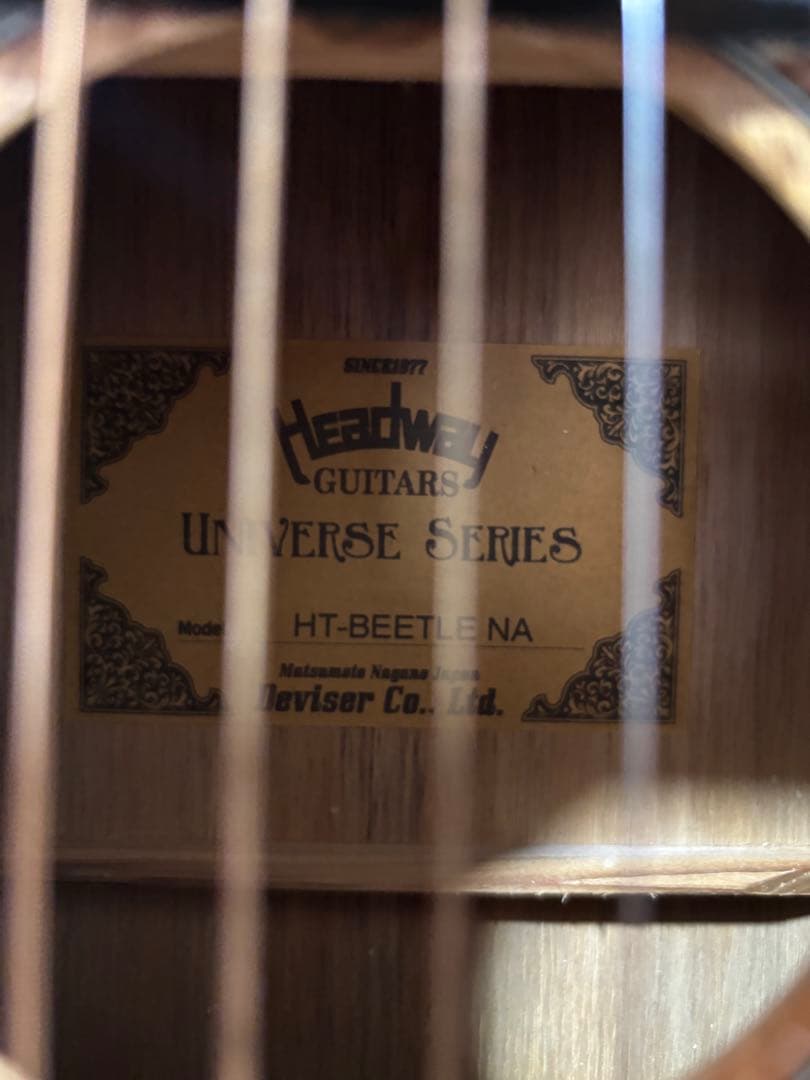 SINCE1977
Headway
GUITARS
UNIVERSE SERIES
Model HT-BEETLE NA
Matsumoto Nagano Japan
Deviser Co., Ltd.